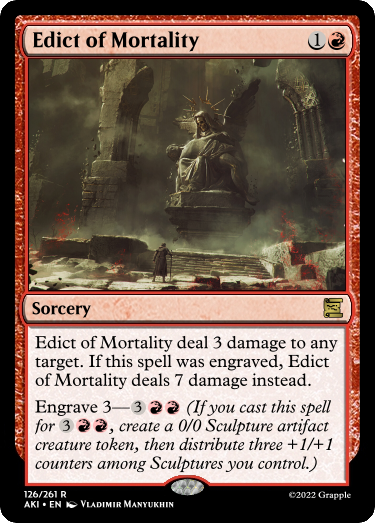 Edict of Mortality 1
Sorcery
Edict of Mortality deal 3 damage to any
target. If this spell was engraved, Edict
of Mortality deals 7 damage instead.
Engrave 3—3 (If you cast this spell
for 3, create a 0/0 Sculpture artifact
creature token, then distribute three +1/+1
counters among Sculptures you control.)
126/261 R
AKI • EN Vladimir Manyukhin
©2022 Grapple